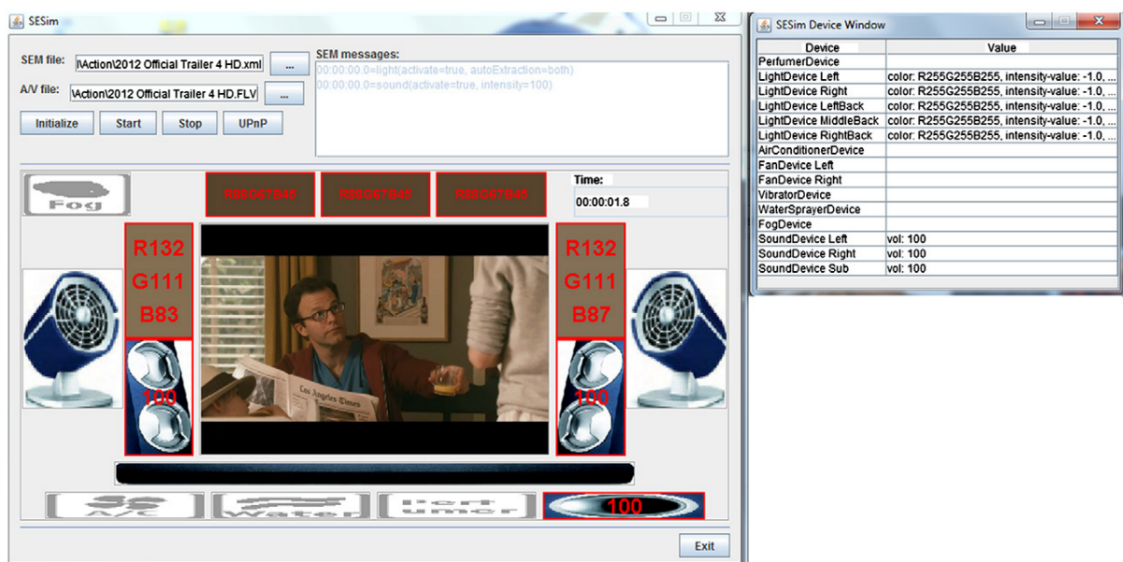 SESim
SEM file:
\Action\2012 Official Trailer 4 HD.xml
...
A/V file:
\Action\2012 Official Trailer 4 HD.FLV
...
Initialize
Start
Stop
UPnP
SEM messages:
00:00:00.0=light(activate=true, autoExtraction=both)
00:00:00.0=sound(activate=true, intensity=100)
Fog
R88G67B45
R88G67B45
R88G67B45
Time:
00:00:01.8
R132
G111
B83
R132
G111
B87
100
100
Los Angeles Times
A/C
Water
Perf
umer
100
Exit
SESim Device Window
Device Value
PerfumerDevice
LightDevice Left color: R255G255B255, intensity-value: -1.0, ...
LightDevice Right color: R255G255B255, intensity-value: -1.0, ...
LightDevice LeftBack color: R255G255B255, intensity-value: -1.0, ...
LightDevice MiddleBack color: R255G255B255, intensity-value: -1.0, ...
LightDevice RightBack color: R255G255B255, intensity-value: -1.0, ...
AirConditionerDevice
FanDevice Left
FanDevice Right
VibratorDevice
WaterSprayerDevice
FogDevice
SoundDevice Left vol: 100
SoundDevice Right vol: 100
SoundDevice Sub vol: 100